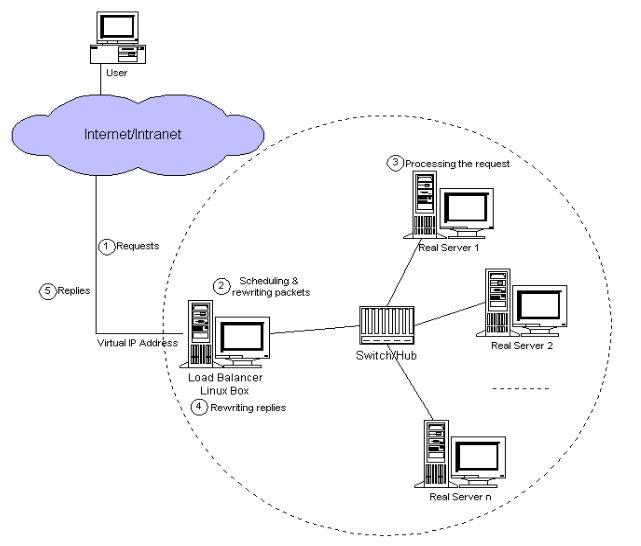 User
Internet/Intranet
3 Processing the request
Real Server 1
1 Requests
2 Scheduling &
rewriting packets
5 Replies
Virtual IP Address
Load Balancer
Linux Box
4 Rewriting replies
Switch/Hub
Real Server 2
Real Server n